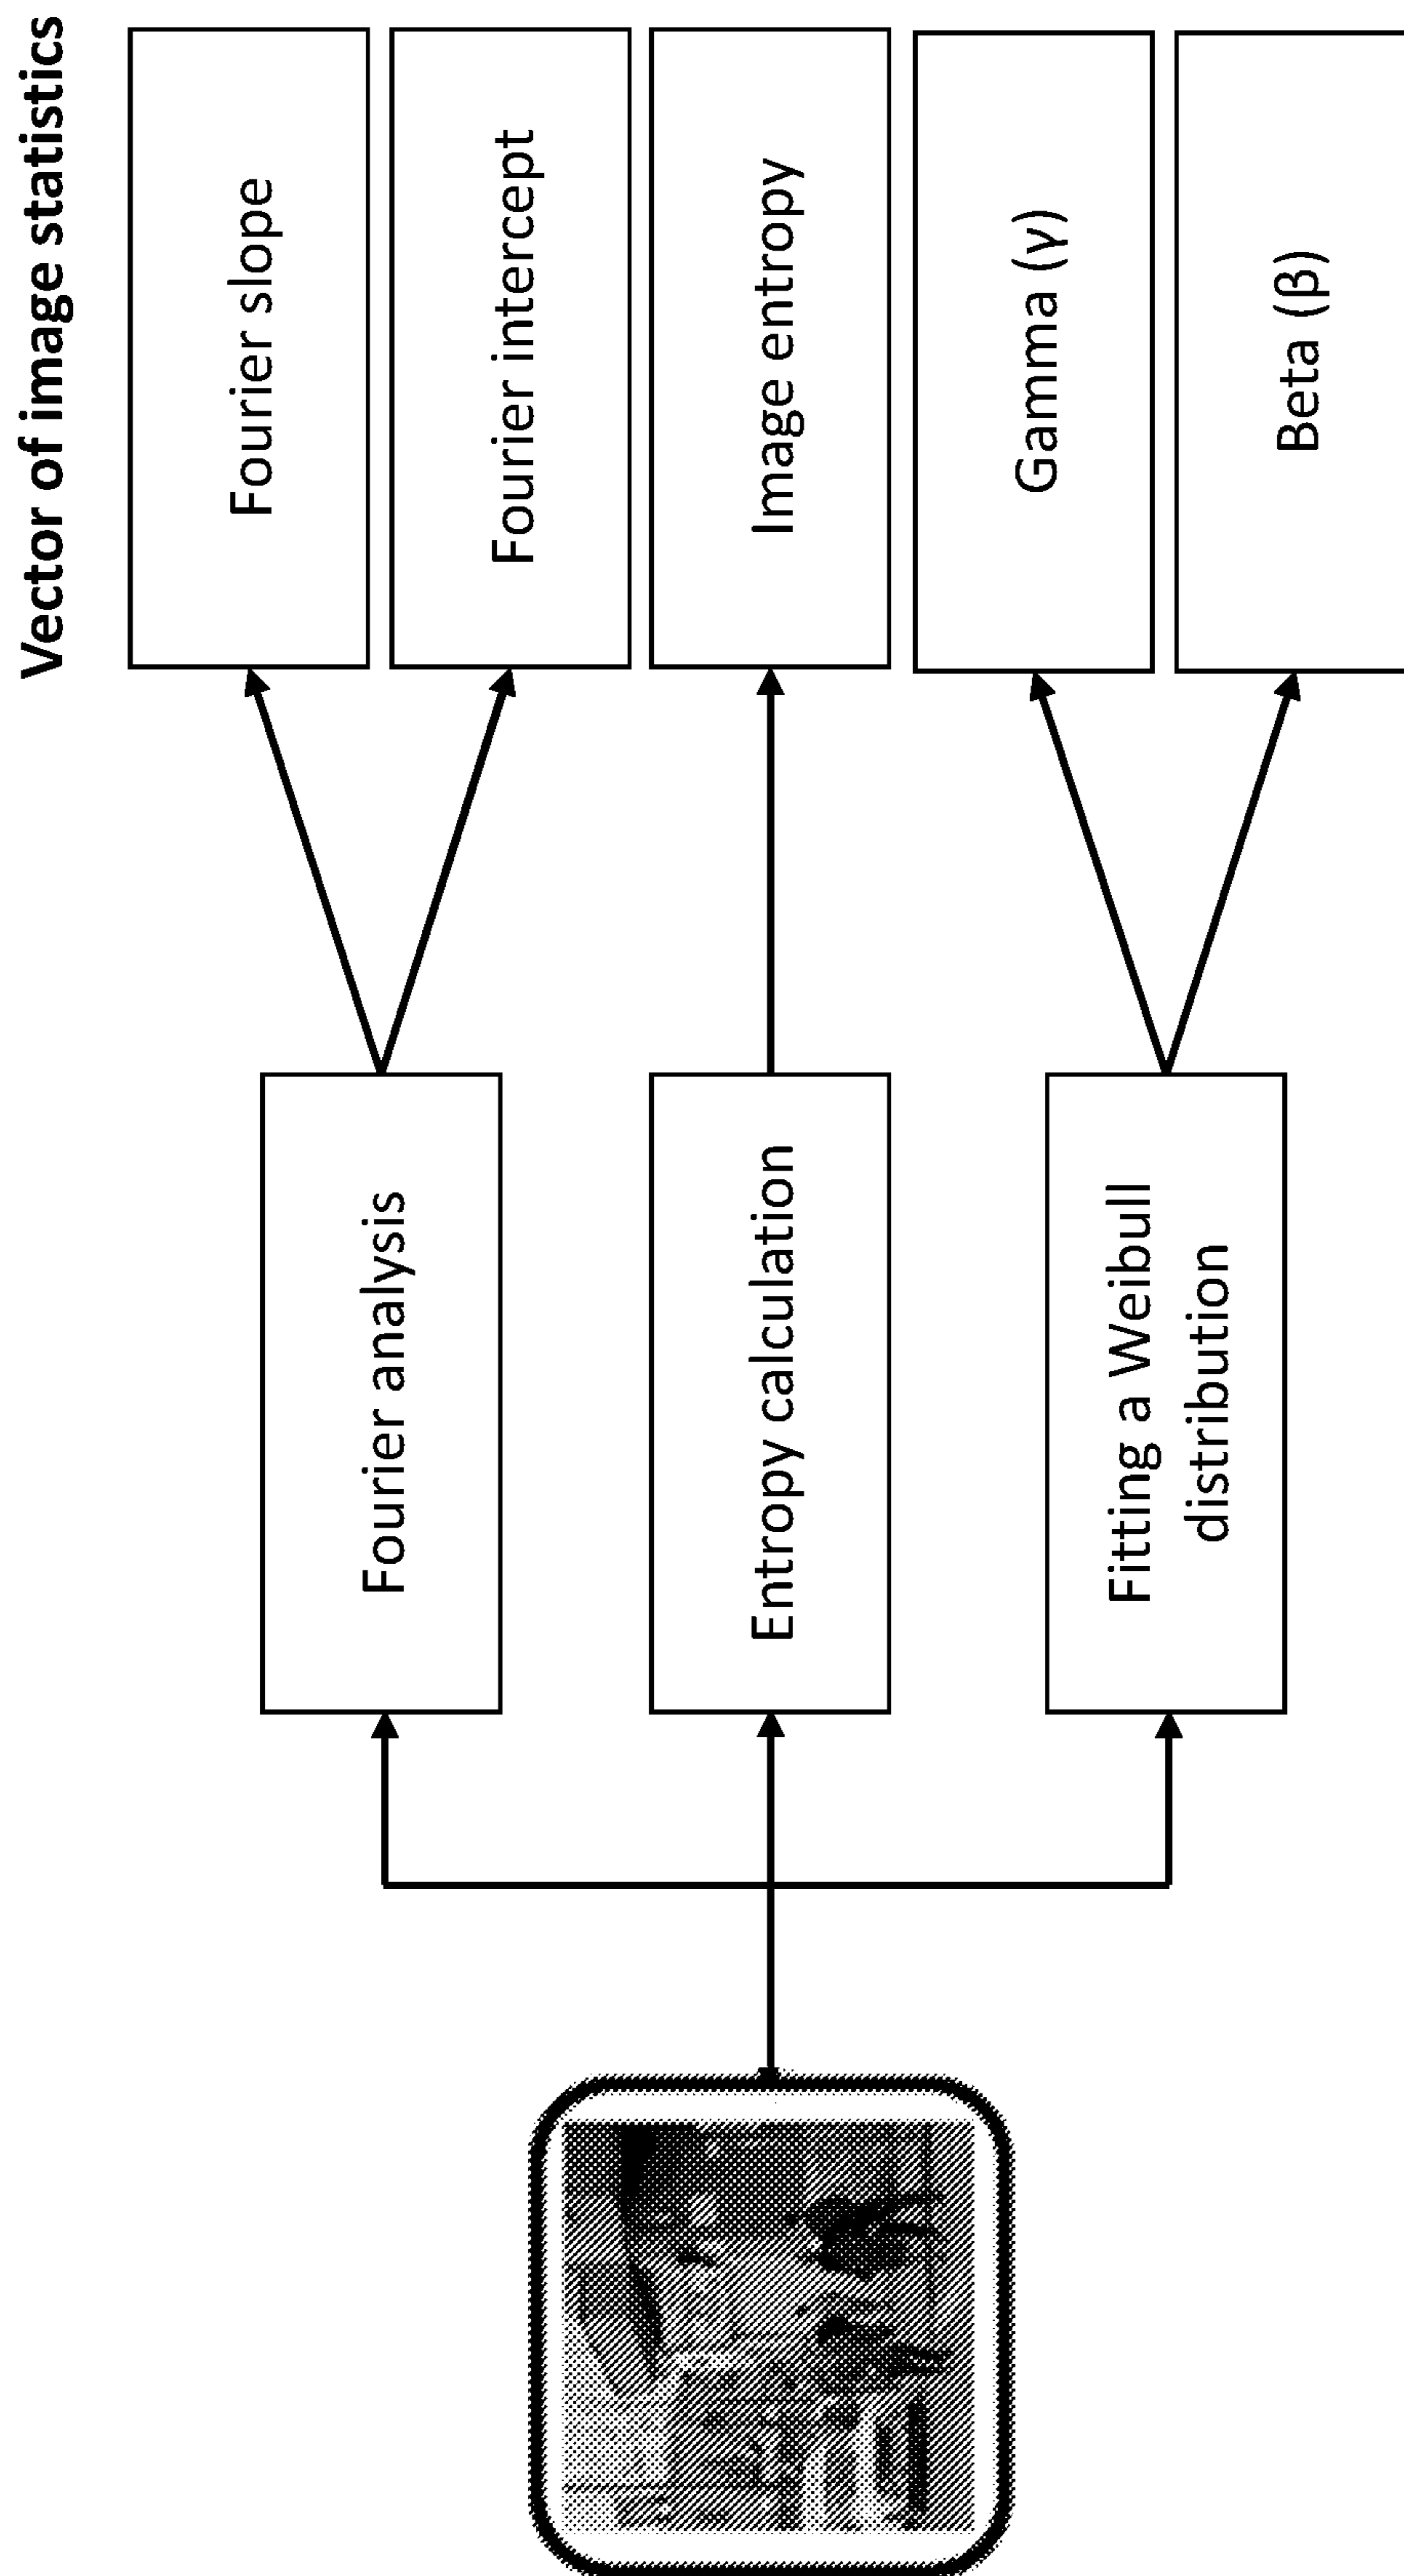 Vector of image statistics
Fourier analysis
Fourier slope
Fourier intercept
Entropy calculation
Image entropy
Fitting a Weibull
distribution
Gamma (γ)
Beta (β)